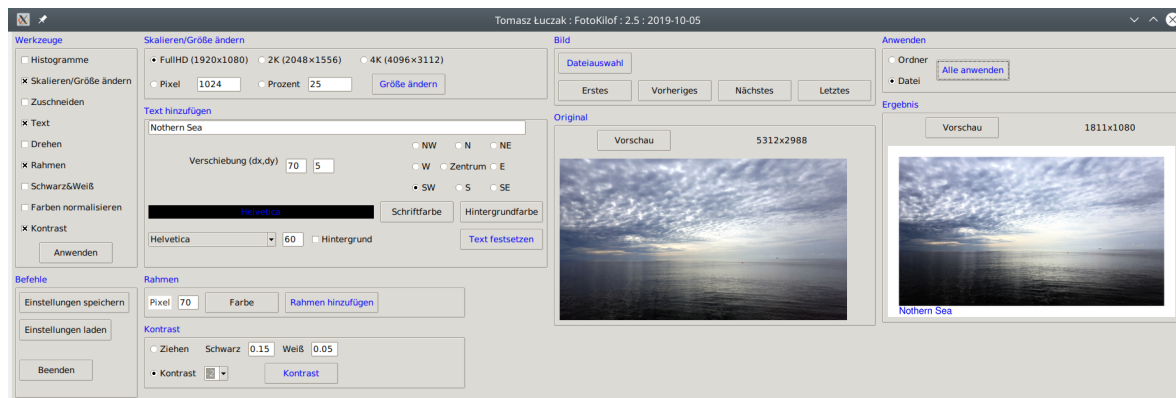 Tomasz Łuczak : FotoKilof : 2.5 : 2019-10-05
Werkzeuge
Histogramme
Skalieren/Größe ändern
Zuschneiden
Text
Drehen
Rahmen
Schwarz&Weiß
Farben normalisieren
Kontrast
Anwenden
Befehle
Einstellungen speichern
Einstellungen laden
Beenden
Skalieren/Größe ändern
FullHD (1920x1080) 2K (2048×1556) 4K (4096×3112)
Pixel 1024 Prozent 25 Größe ändern
Text hinzufügen
Nothern Sea
NW N NE
Verschiebung (dx,dy) 70 5
W Zentrum E
SW S SE
Helvetica Schriftfarbe Hintergrundfarbe
Helvetica 60 Hintergrund Text festsetzen
Rahmen
Pixel 70 Farbe Rahmen hinzufügen
Kontrast
Ziehen Schwarz 0.15 Weiß 0.05
Kontrast Kontrast
Bild
Dateiauswahl
Erstes Vorheriges Nächstes Letztes
Original
Vorschau 5312x2988
Anwenden
Ordner
Datei
Alle anwenden
Ergebnis
Vorschau 1811x1080
Nothern Sea